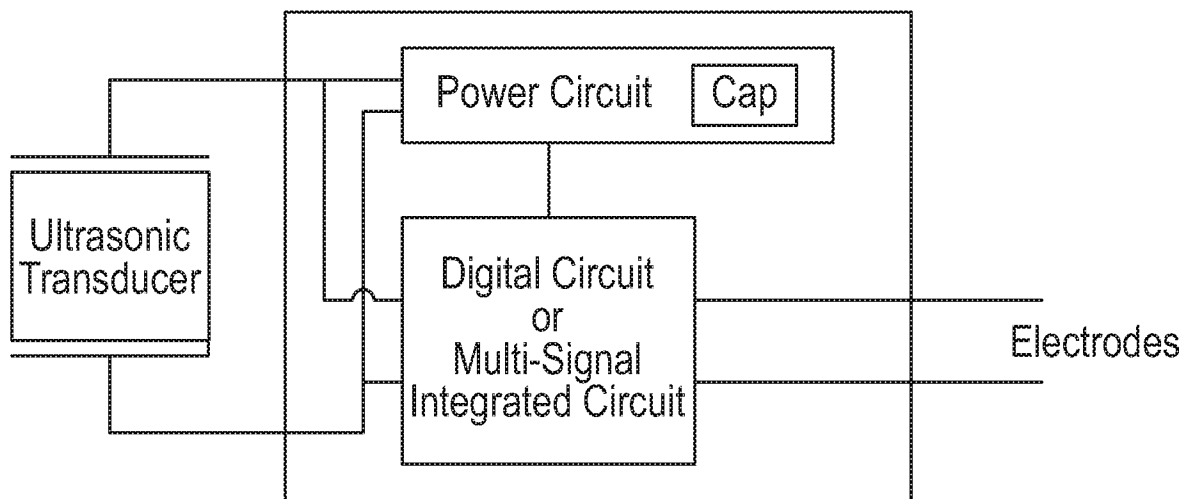 Power Circuit
Cap
Ultrasonic
Transducer
Digital Circuit
or
Multi-Signal
Integrated Circuit
Electrodes